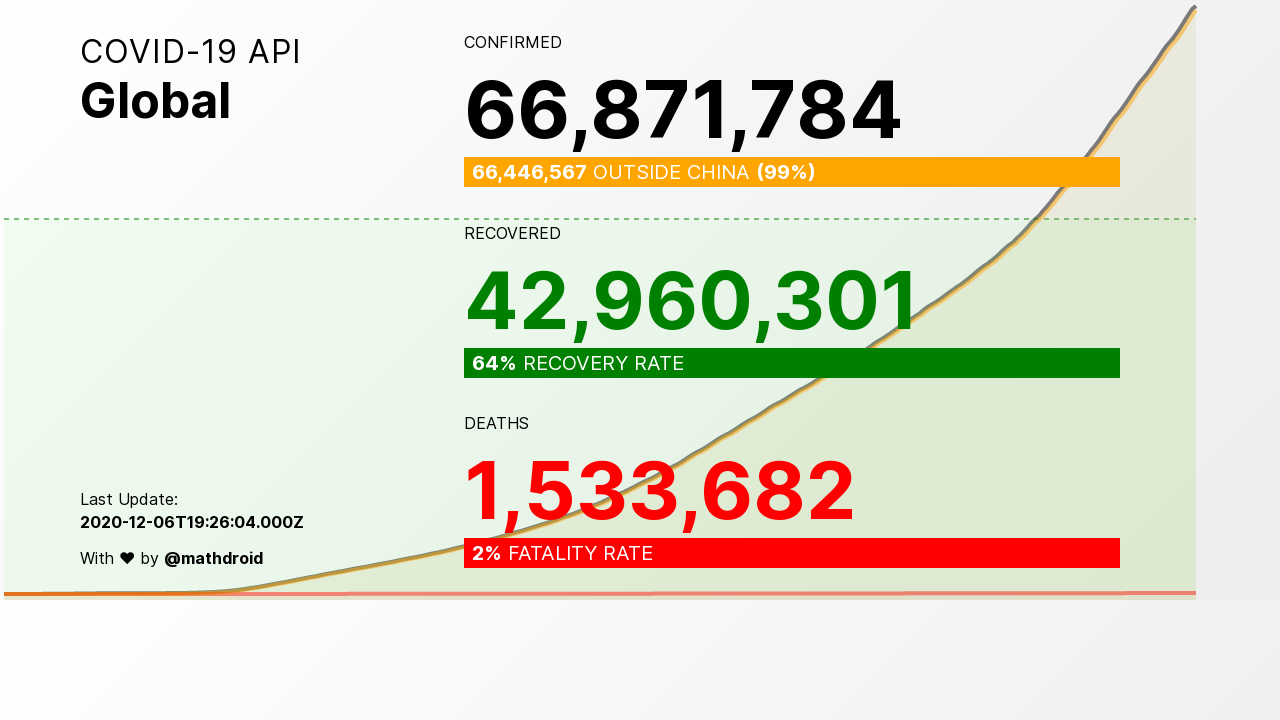 COVID-19 API
Global
CONFIRMED
66,871,784
66,446,567 OUTSIDE CHINA (99%)
RECOVERED
42,960,301
64% RECOVERY RATE
DEATHS
1,533,682
2% FATALITY RATE
Last Update:
2020-12-06T19:26:04.000Z
With ♥ by @mathdroid